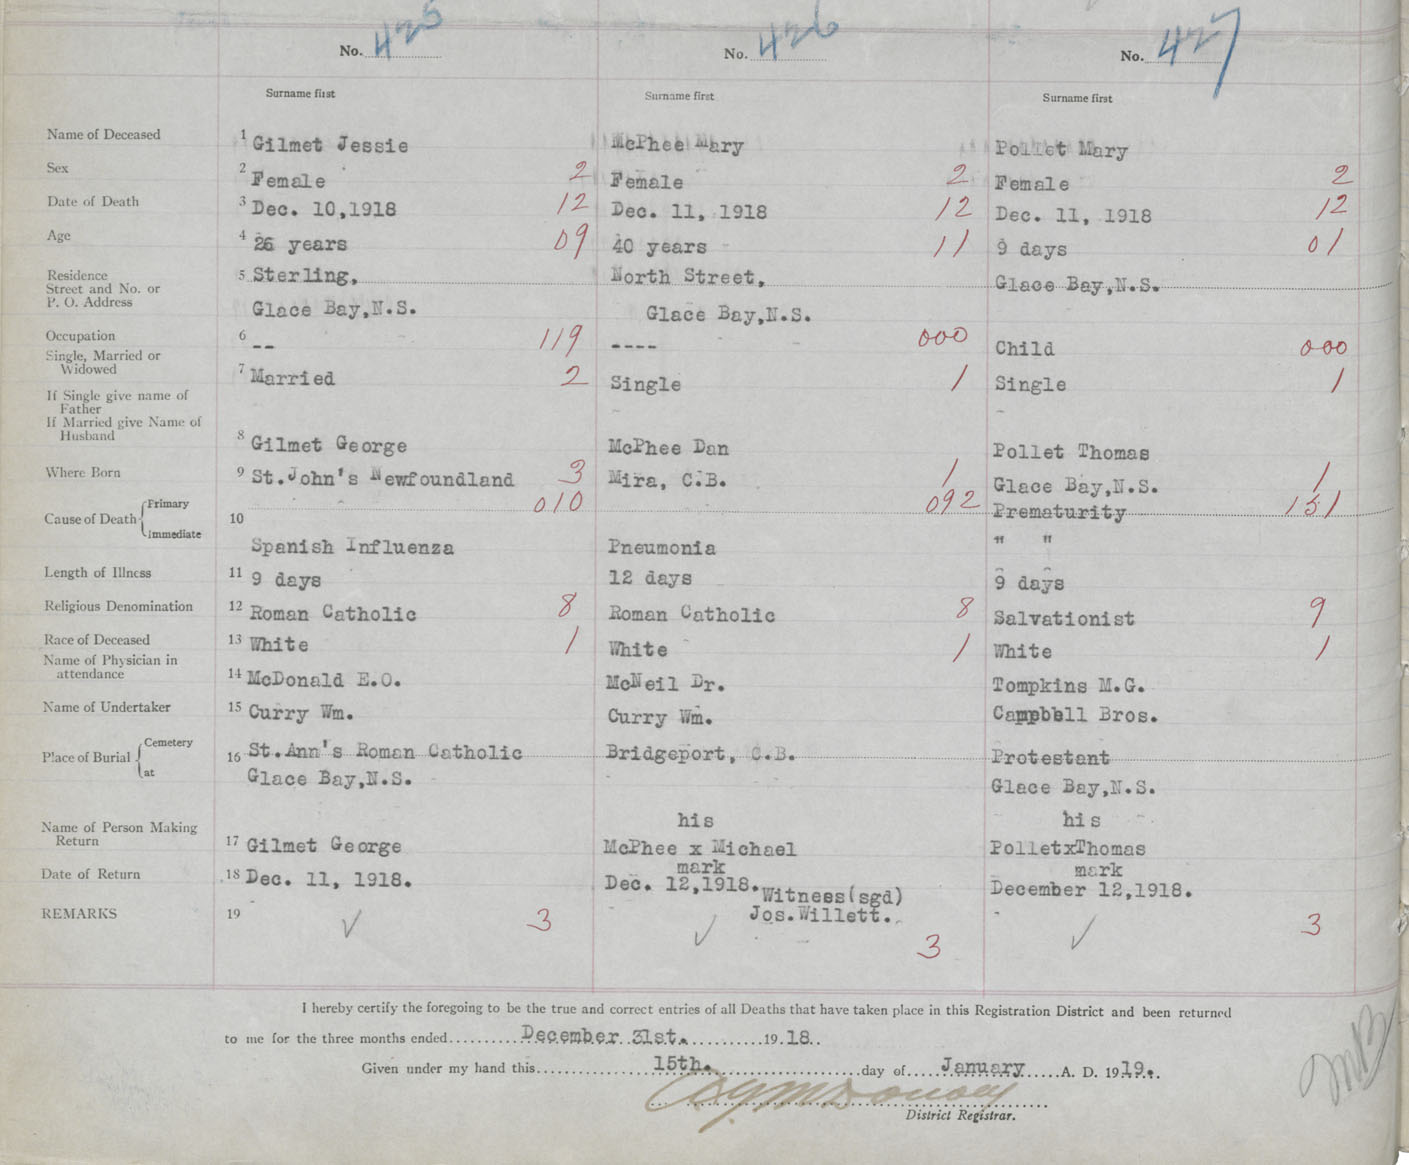 No. 425 No. 426 No. 427
Surname first Surname first Surname first
Name of Deceased 1 Gilmet Jessie McPhee Mary Pollet Mary
Sex 2 Female 2 Female 2 Female 2
Date of Death 3 Dec. 10,1918 12 Dec. 11, 1918 12 Dec. 11, 1918 12
Age 4 years 09 40 years 11 9 days 01
Residence 5 Sterling, North Street, Glace Bay,N.S.
Street and No. or
P. O. Address Glace Bay,N.S. Glace Bay,N.S.
Occupation 6 -- 119 ---- 000 Child 000
Single, Married or
Widowed 7 Married 2 Single 1 Single 1
If Single give name of
Father
If Married give Name of
Husband 8 Gilmet George McPhee Dan Pollet Thomas
Where Born 9 St.John's Newfoundland 3 Mira, C.B. 1 Glace Bay,N.S. 1
Cause of Death Primary 10 010 092 Prematurity 151
Immediate Spanish Influenza Pneumonia " "
Length of Illness 11 9 days 12 days 9 days
Religious Denomination 12 Roman Catholic 8 Roman Catholic 8 Salvationist 9
Race of Deceased 13 White 1 White 1 White 1
Name of Physician in
attendance 14 McDonald E.O. McNeil Dr. Tompkins M.G.
Name of Undertaker 15 Curry Wm. Curry Wm. Campbell Bros.
Place of Burial Cemetery 16 St.Ann's Roman Catholic Bridgeport, C.B. Protestant
at Glace Bay,N.S. Glace Bay,N.S.
his his
Name of Person Making
Return 17 Gilmet George McPhee x Michael PolletxThomas
mark mark
Date of Return 18 Dec. 11, 1918. Dec. 12,1918. December 12,1918.
Witness(sgd)
REMARKS 19 Jos.Willett.
3 3 3
I hereby certify the foregoing to be the true and correct entries of all Deaths that have taken place in this Registration District and been returned
to me for the three months ended December 31st. 1918
Given under my hand this 15th. day of January A. D. 1919.
District Registrar.